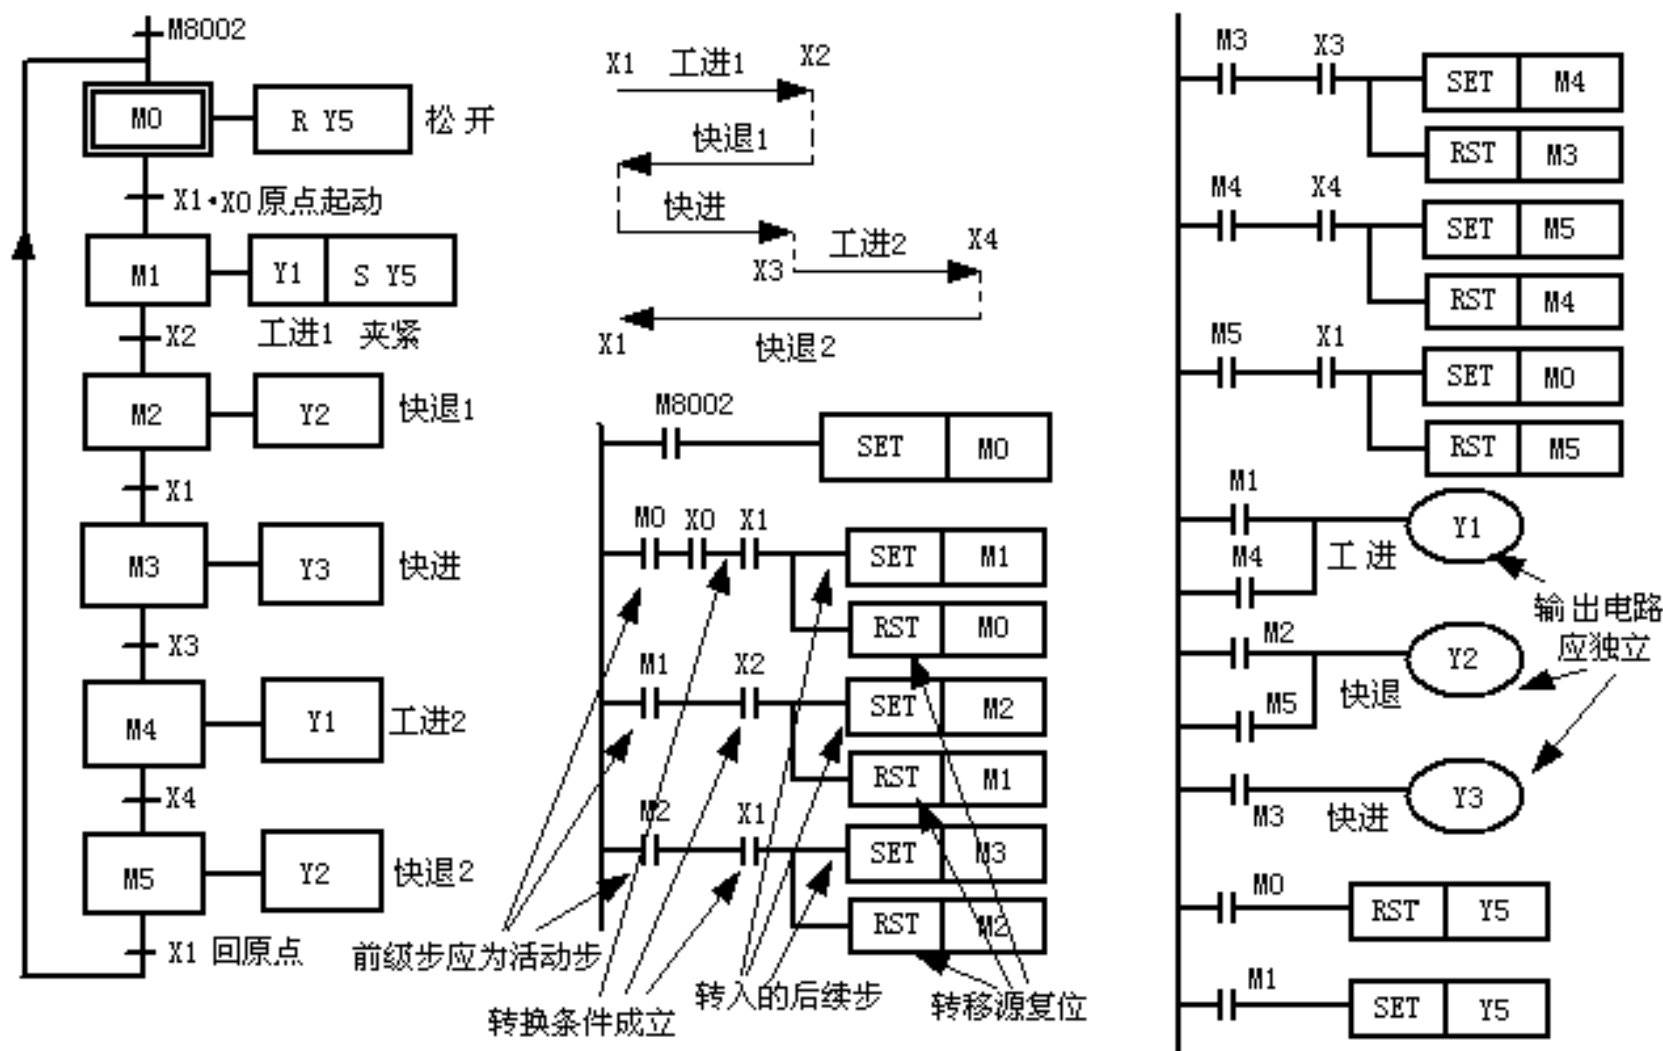 M8002
M0
R Y5
松开
X1·X0 原点起动
M1
Y1
S Y5
X2
工进1
夹紧
M2
Y2
快退1
X1
M3
Y3
快进
X3
M4
Y1
工进2
X4
M5
Y2
快退2
X1 回原点
X1
工进1
X2
快退1
快进
工进2
X4
X3
X1
快退2
M8002
SET
M0
M0
X0
X1
SET
M1
RST
M0
M1
X2
SET
M2
RST
M1
M2
X1
SET
M3
RST
M2
前级步应为活动步
转换条件成立
转入的后续步
转移源复位
M3
X3
SET
M4
RST
M3
M4
X4
SET
M5
RST
M4
M5
X1
SET
M0
RST
M5
M1
Y1
M4
工进
输出电路
应独立
M2
Y2
M5
快退
Y3
M3
快进
M0
RST
Y5
M1
SET
Y5